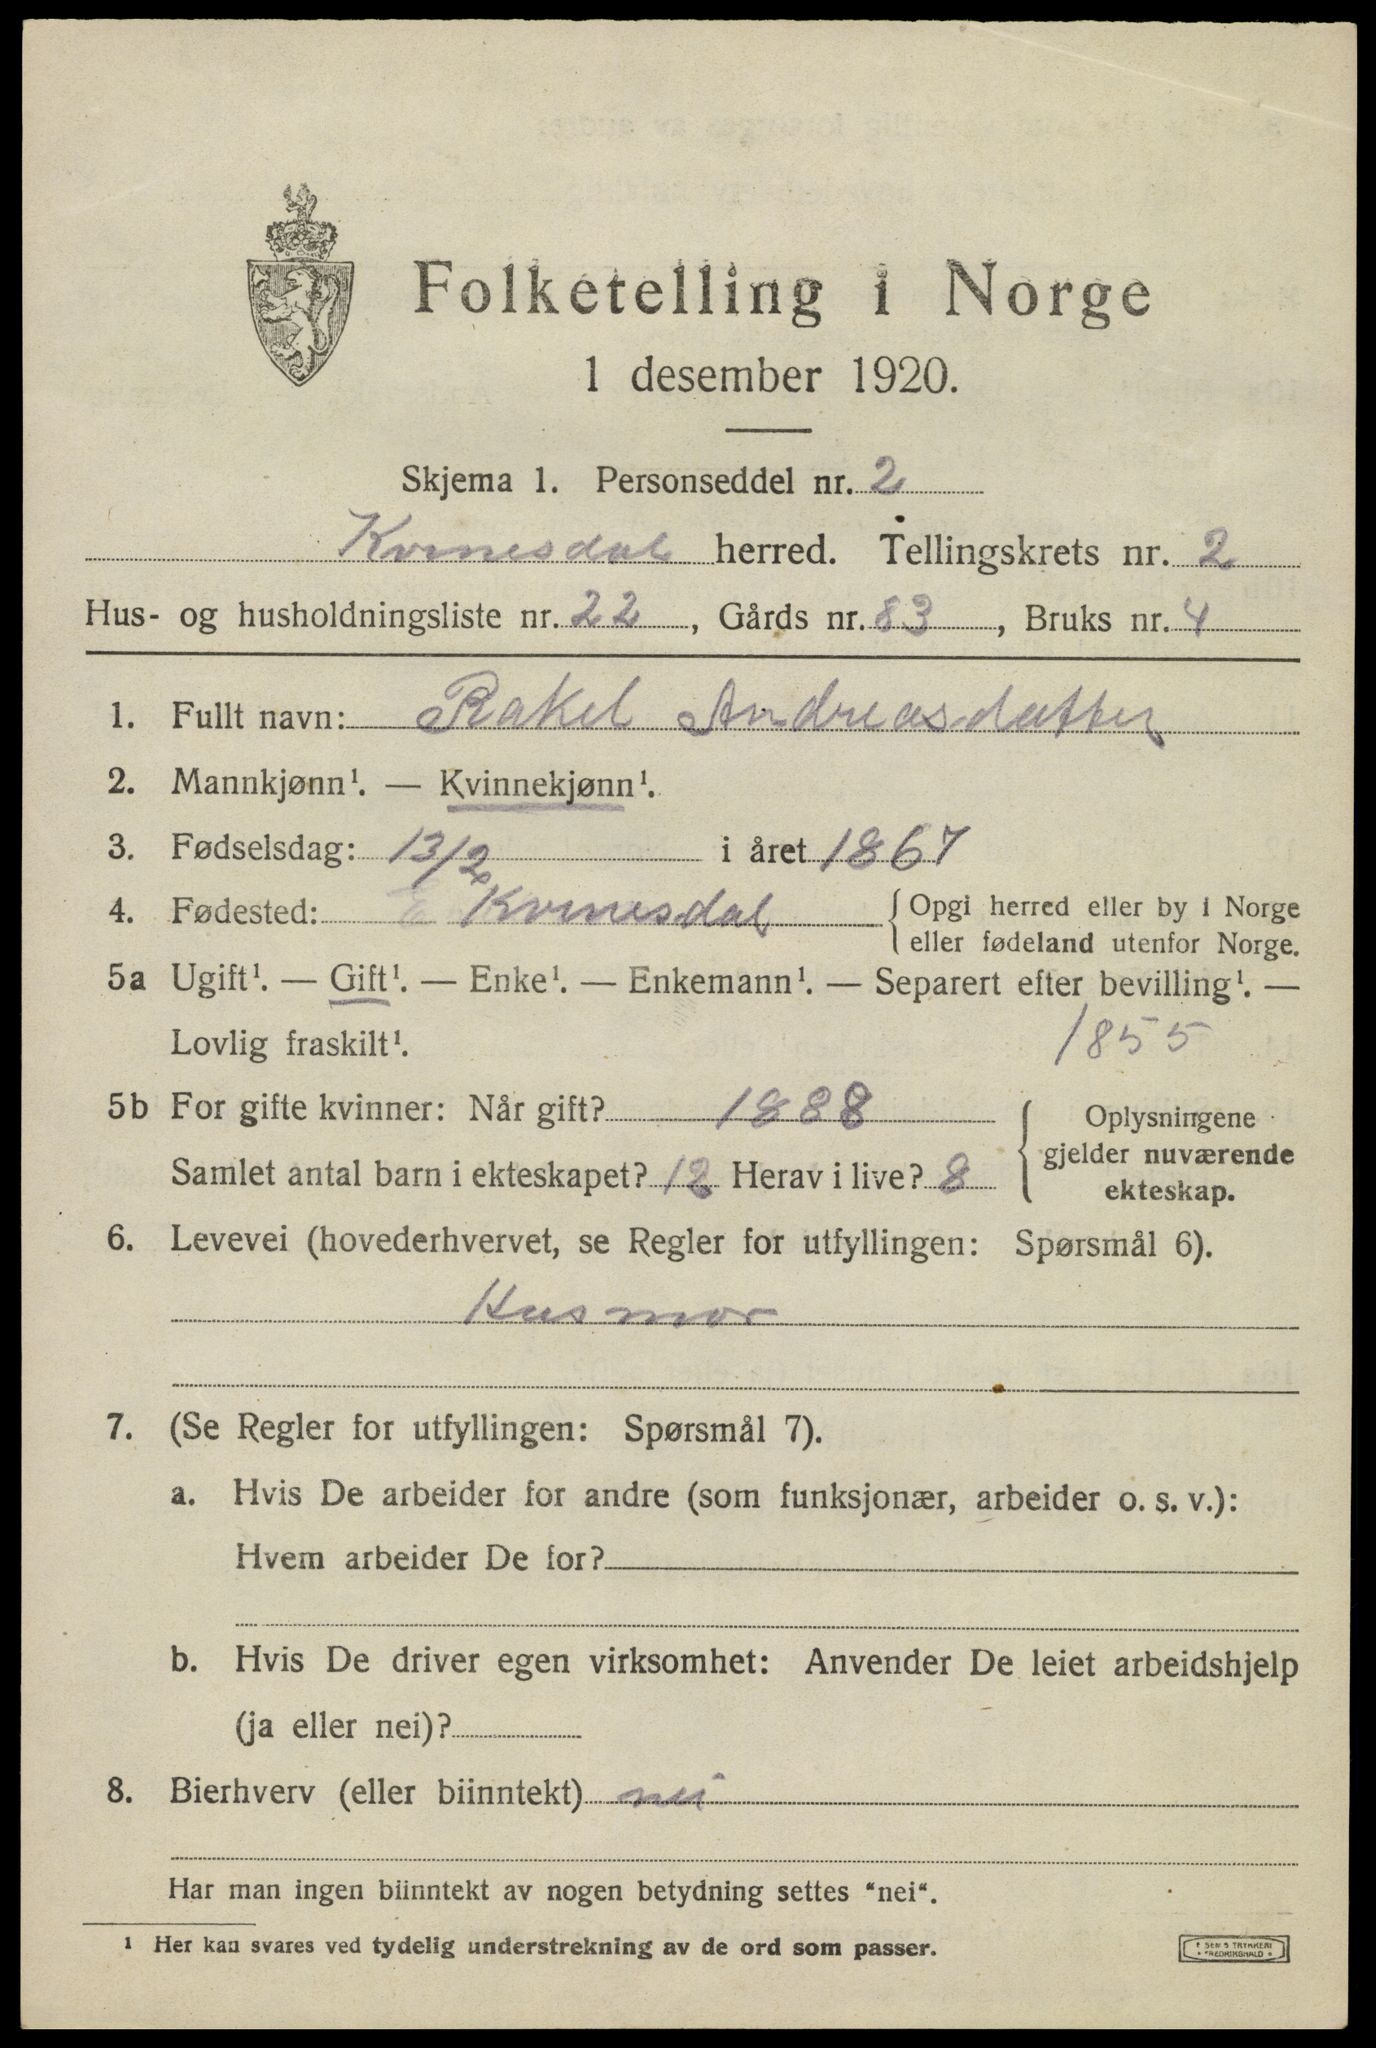 Folketelling i Norge
1 desember 1920.
Skjema 1. Personseddel nr. 2
Kvinesdal herred. Tellingskrets nr. 2
Hus- og husholdningsliste nr. 22, Gårds nr. 83, Bruks nr. 4
1. Fullt navn: Rakel Andreasdatter
2. Mannkjønn¹. — Kvinnekjønn¹.
3. Fødselsdag: 13/2 i året 1867
4. Fødested: Kvinesdal {Opgi herred eller by i Norge
eller fødeland utenfor Norge.
5a Ugift¹. — Gift¹. — Enke¹. — Enkemann¹. — Separert efter bevilling¹. —
Lovlig fraskilt¹. 1855
5b For gifte kvinner: Når gift? 1888 Oplysningene
gjelder nuværende
Samlet antal barn i ekteskapet? 12 Herav i live? 8
ekteskap.
6. Levevei (hovederhvervet, se Regler for utfyllingen: Spørsmål 6).
Husmor
7. (Se Regler for utfyllingen: Spørsmål 7).
a. Hvis De arbeider for andre (som funksjonær, arbeider o. s. v.):
Hvem arbeider De for?
b. Hvis De driver egen virksomhet: Anvender De leiet arbeidshjelp
(ja eller nei)?
8. Bierhverv (eller biinntekt) nei
Har man ingen biinntekt av nogen betydning settes "nei".
¹ Her kan svares ved tydelig understrekning av de ord som passer.